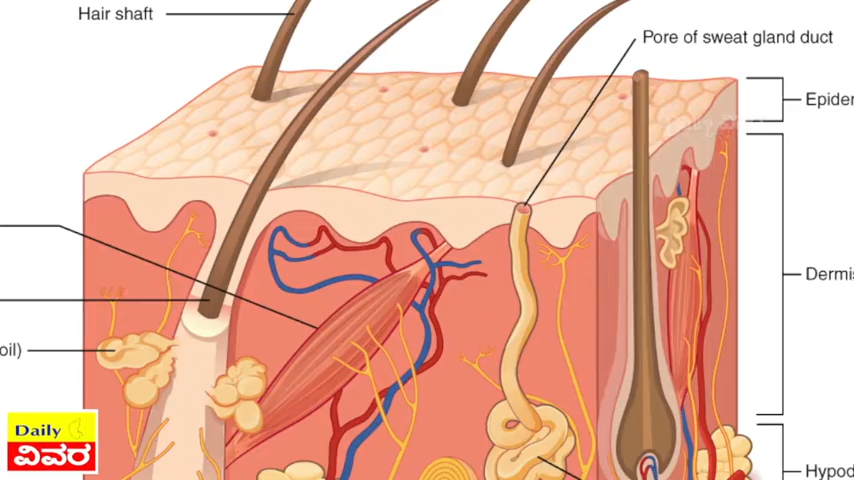 Hair shaft
Pore of sweat gland duct
Epider
Dermis
oil)
Hypod
Daily
ವಿವರ